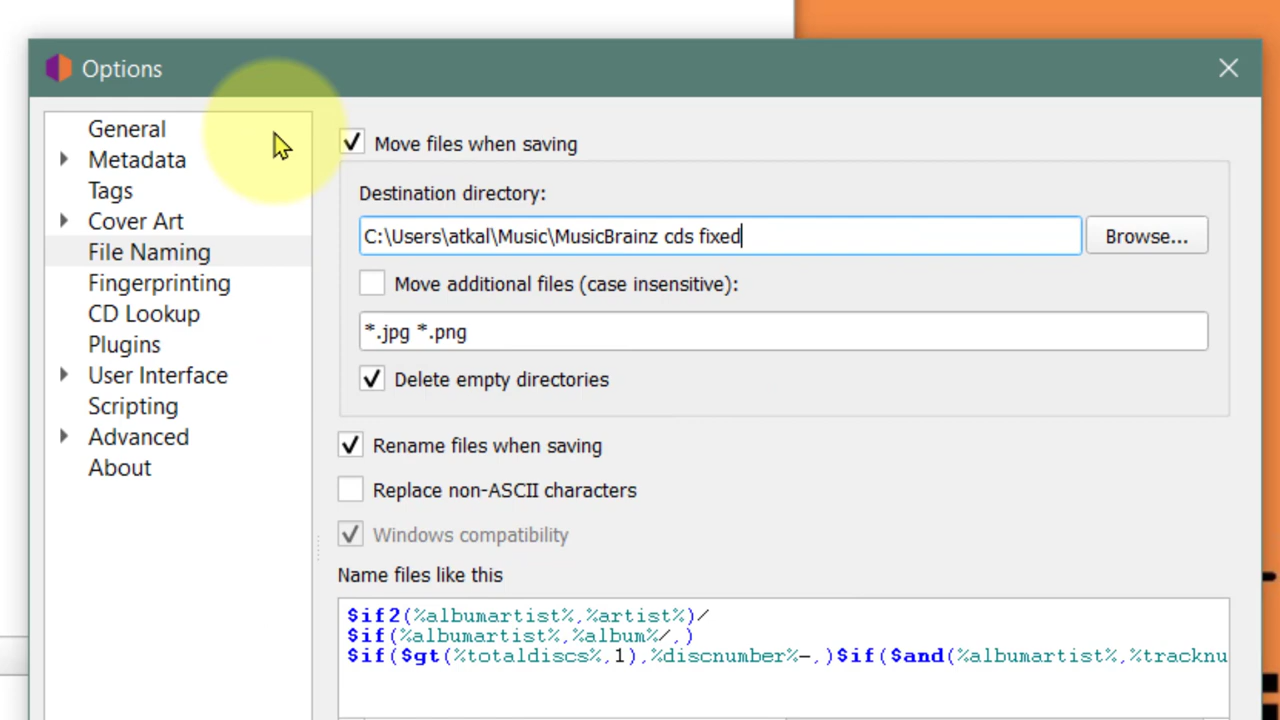 Options
General
Metadata
Tags
Cover Art
File Naming
Fingerprinting
CD Lookup
Plugins
User Interface
Scripting
Advanced
About
Move files when saving
Destination directory:
C:\Users\atkal\Music\MusicBrainz cds fixed
Browse...
Move additional files (case insensitive):
*.jpg *.png
Delete empty directories
Rename files when saving
Replace non-ASCII characters
Windows compatibility
Name files like this
$if2(%albumartist%,%artist%)/
$if(%albumartist%,%album%/,)
$if($gt(%totaldiscs%,1),%discnumber%-,)$if($and(%albumartist%,%tracknu